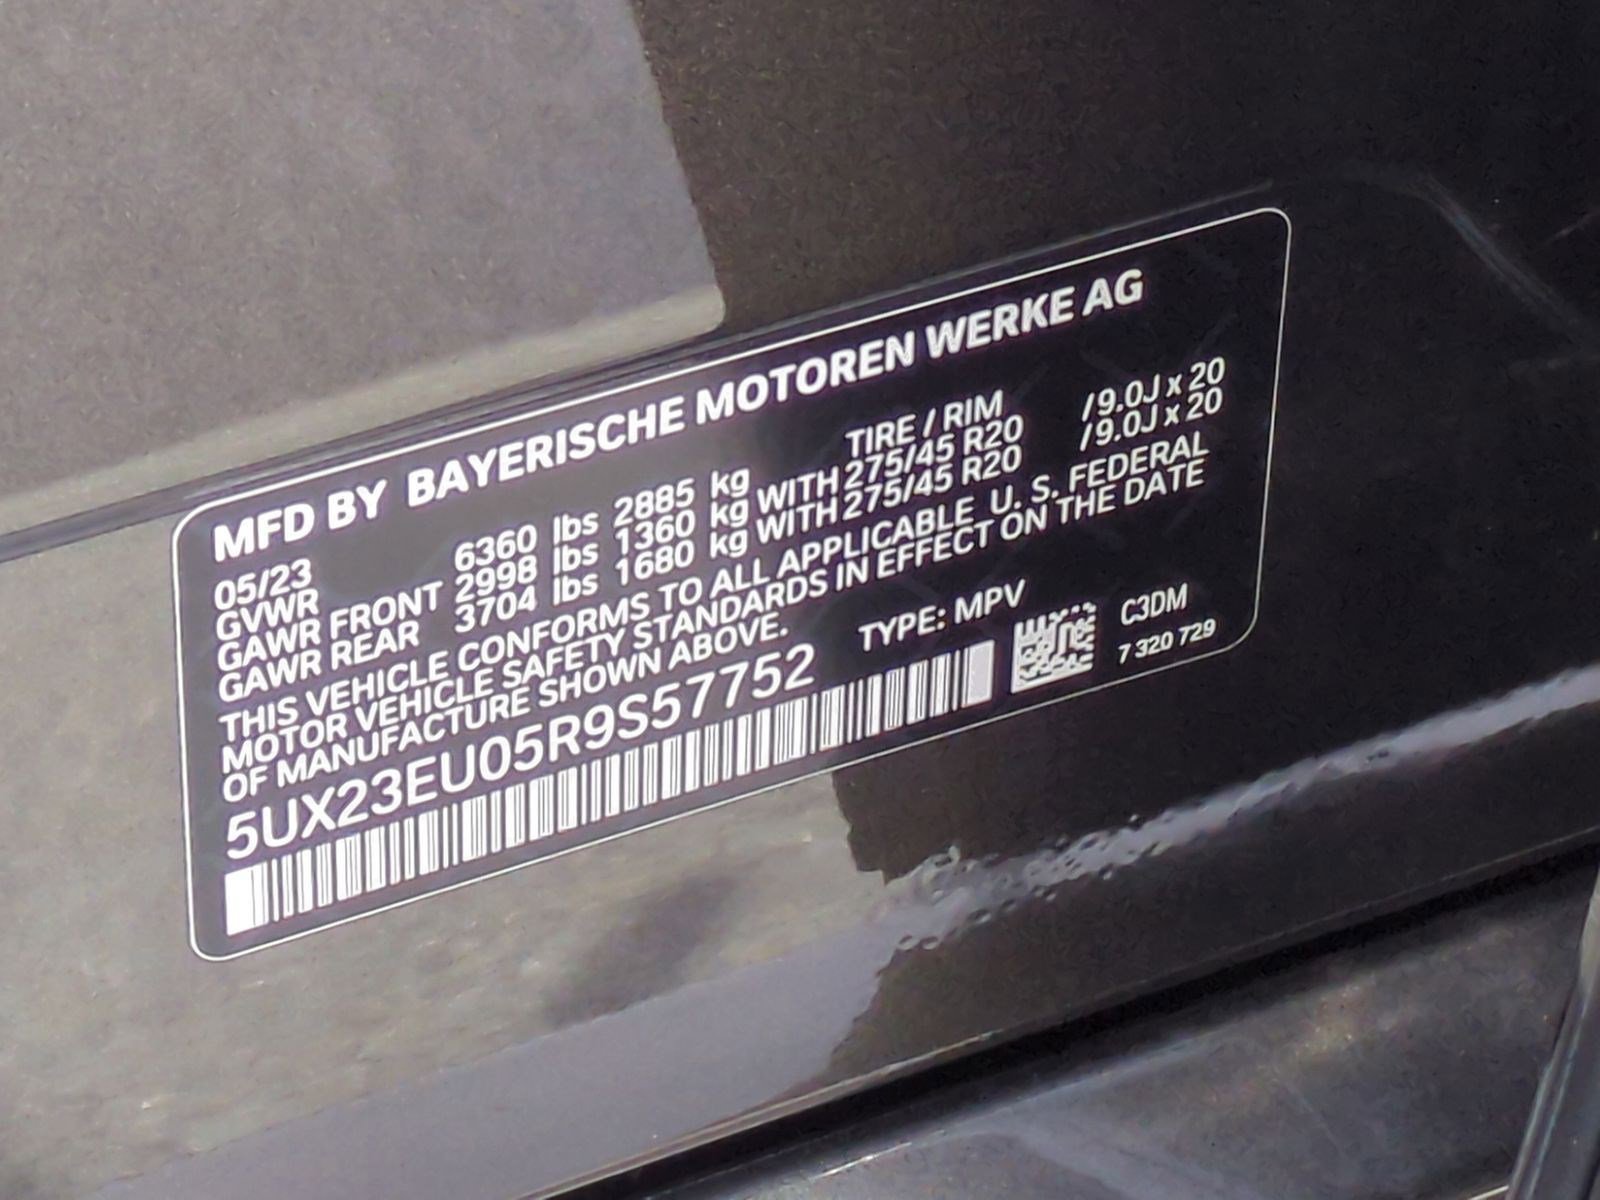 MFD BY BAYERISCHE MOTOREN WERKE AG
05/23 TIRE / RIM
GVWR 6360 lbs 2885 kg
GAWR FRONT 2998 lbs 1360 kg WITH 275/45 R20 /9.0J x 20
GAWR REAR 3704 lbs 1680 kg WITH 275/45 R20 /9.0J x 20
THIS VEHICLE CONFORMS TO ALL APPLICABLE U. S. FEDERAL
MOTOR VEHICLE SAFETY STANDARDS IN EFFECT ON THE DATE
OF MANUFACTURE SHOWN ABOVE.
5UX23EU05R9S57752 TYPE: MPV C3DM
7 320 729